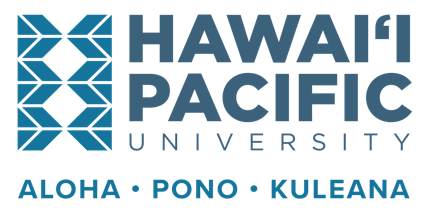 HAWAIʻI
PACIFIC
UNIVERSITY
ALOHA • PONO • KULEANA